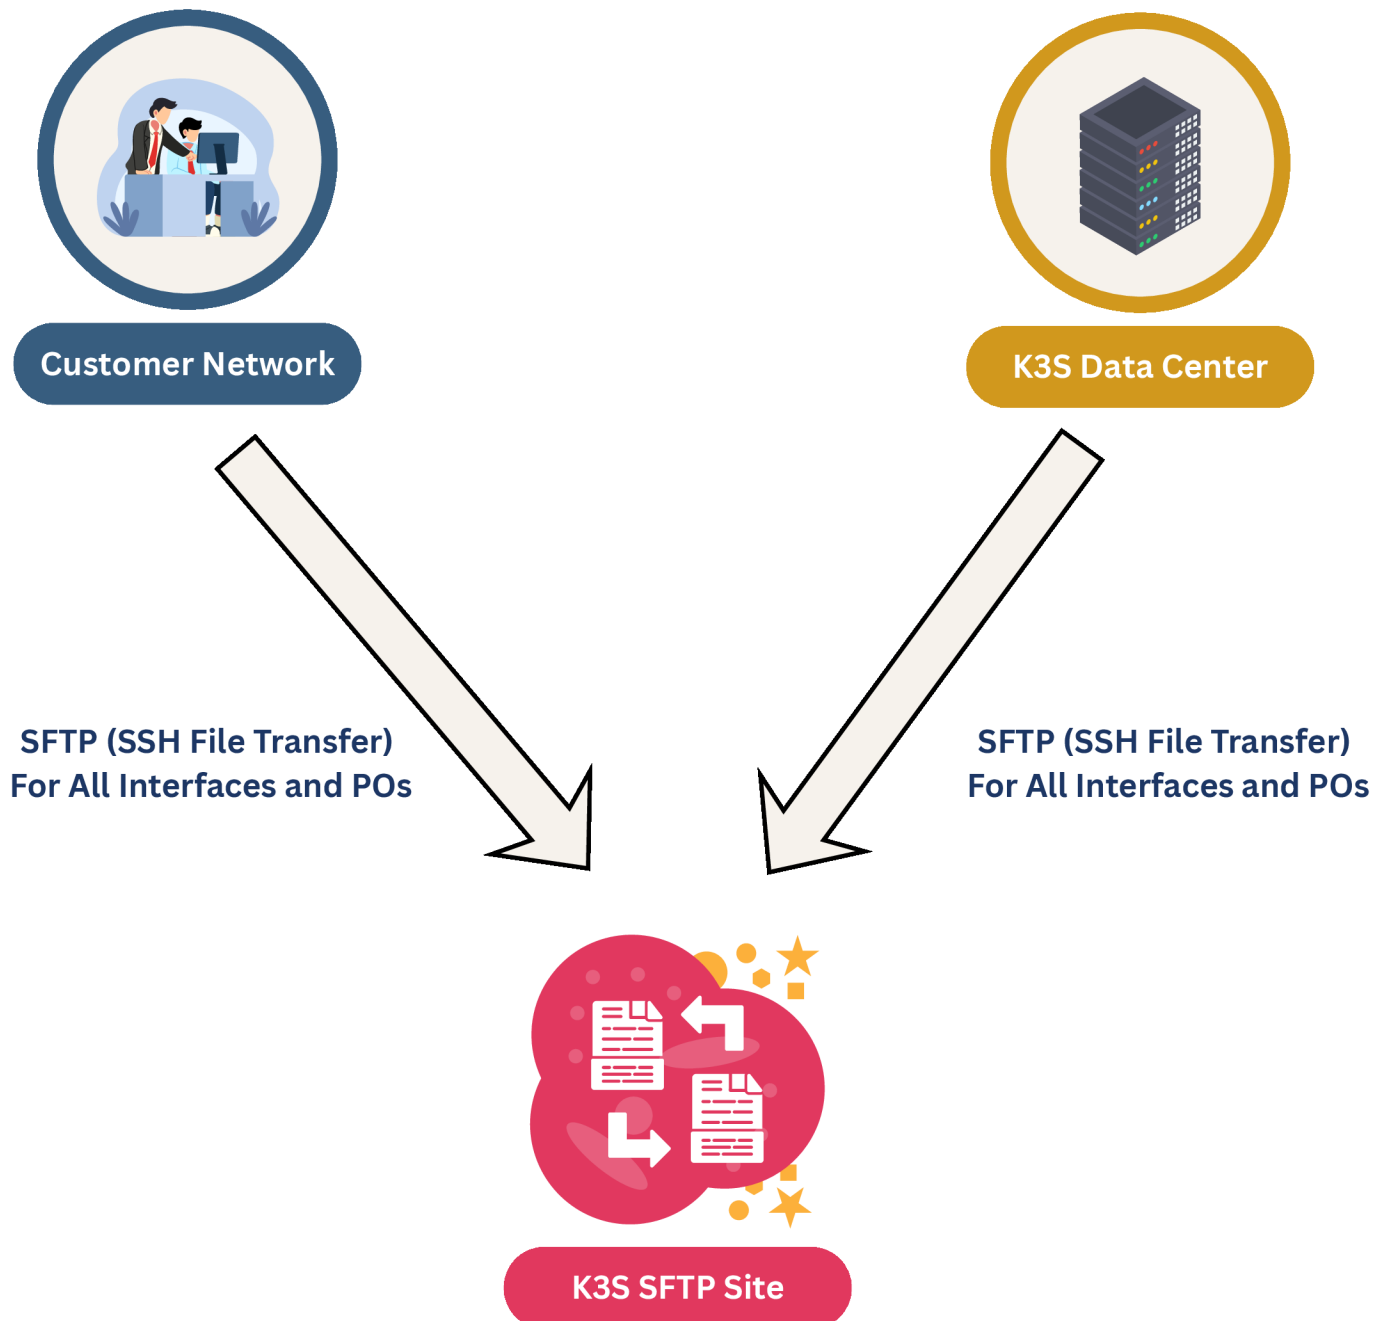 Customer Network
K3S Data Center
SFTP (SSH File Transfer)
For All Interfaces and POs
SFTP (SSH File Transfer)
For All Interfaces and POs
K3S SFTP Site